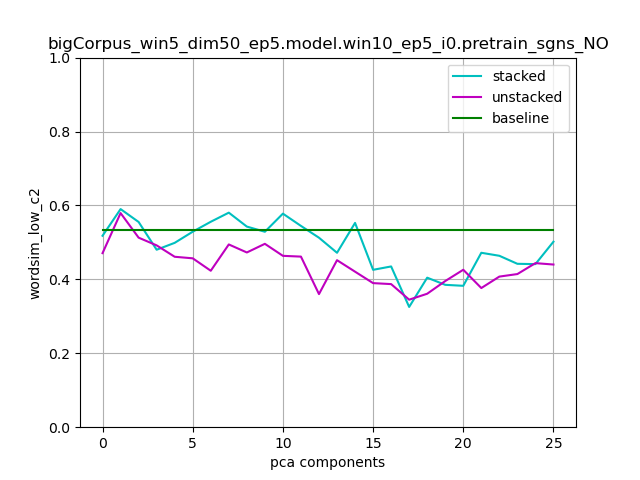 bigCorpus_win5_dim50_ep5.model.win10_ep5_i0.pretrain_sgns_NO
stacked
unstacked
baseline
1.0
0.8
0.6
0.4
0.2
0.0
wordsim_low_c2
0 5 10 15 20 25
pca components